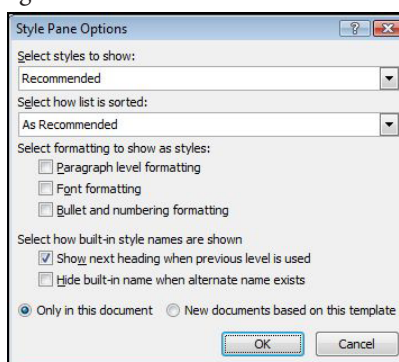 Style Pane Options
Select styles to show:
Recommended
Select how list is sorted:
As Recommended
Select formatting to show as styles:
Paragraph level formatting
Font formatting
Bullet and numbering formatting
Select how built-in style names are shown
Show next heading when previous level is used
Hide built-in name when alternate name exists
Only in this document New documents based on this template
OK Cancel